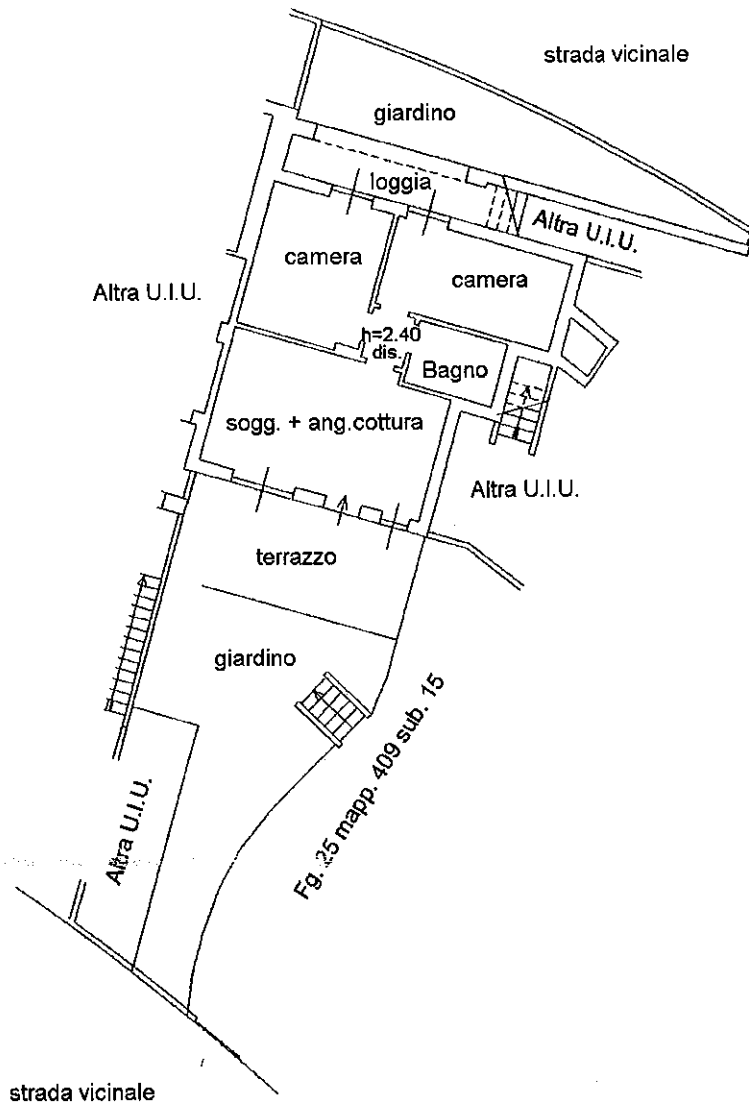 strada vicinale
giardino
loggia
Altra U.I.U.
camera
camera
Altra U.I.U.
h=2.40
dis.
Bagno
sogg. + ang.cottura
Altra U.I.U.
terrazzo
giardino
Fg. 25 mapp. 409 sub. 15
Altra U.I.U.
strada vicinale